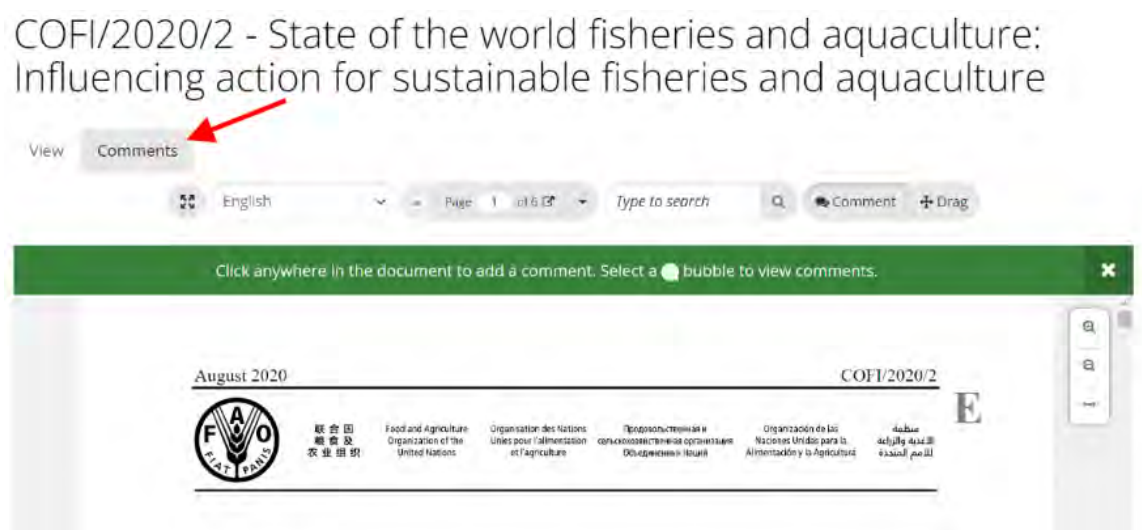 COFI/2020/2 - State of the world fisheries and aquaculture:
Influencing action for sustainable fisheries and aquaculture
View Comments
English Page 1 of 6 Type to search Comment Drag
Click anywhere in the document to add a comment. Select a bubble to view comments.
August 2020 COFI/2020/2
E
FAO
FIAT PANIS
联合国
粮食及
农业组织
Food and Agriculture
Organization of the
United Nations
Organisation des Nations
Unies pour l'alimentation
et l'agriculture
Продовольственная и
сельскохозяйственная организация
Объединенных Наций
Organización de las
Naciones Unidas para la
Alimentación y la Agricultura
منظمة
الأغذية والزراعة
للأمم المتحدة